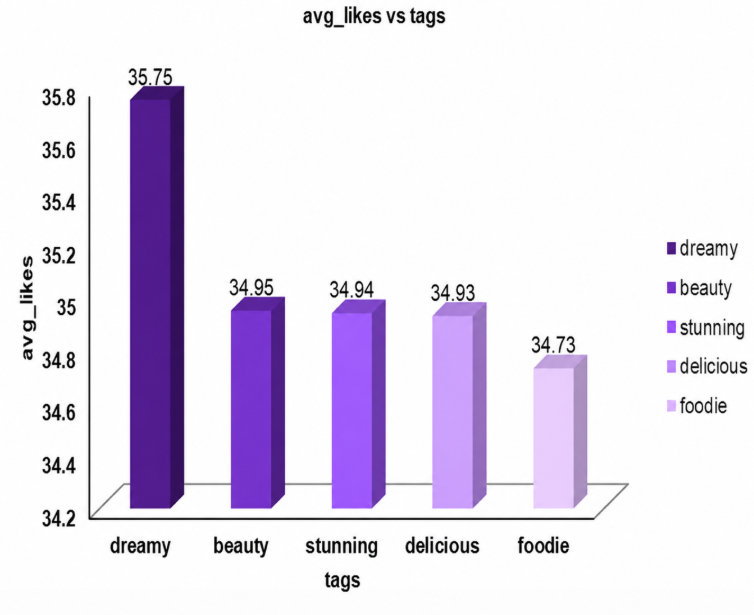 avg_likes vs tags
35.75
35.8
35.6
35.4
35.2
35
34.8
34.6
34.4
34.2
avg_likes
34.95
34.94
34.93
34.73
dreamy
beauty
stunning
delicious
foodie
tags
dreamy
beauty
stunning
delicious
foodie